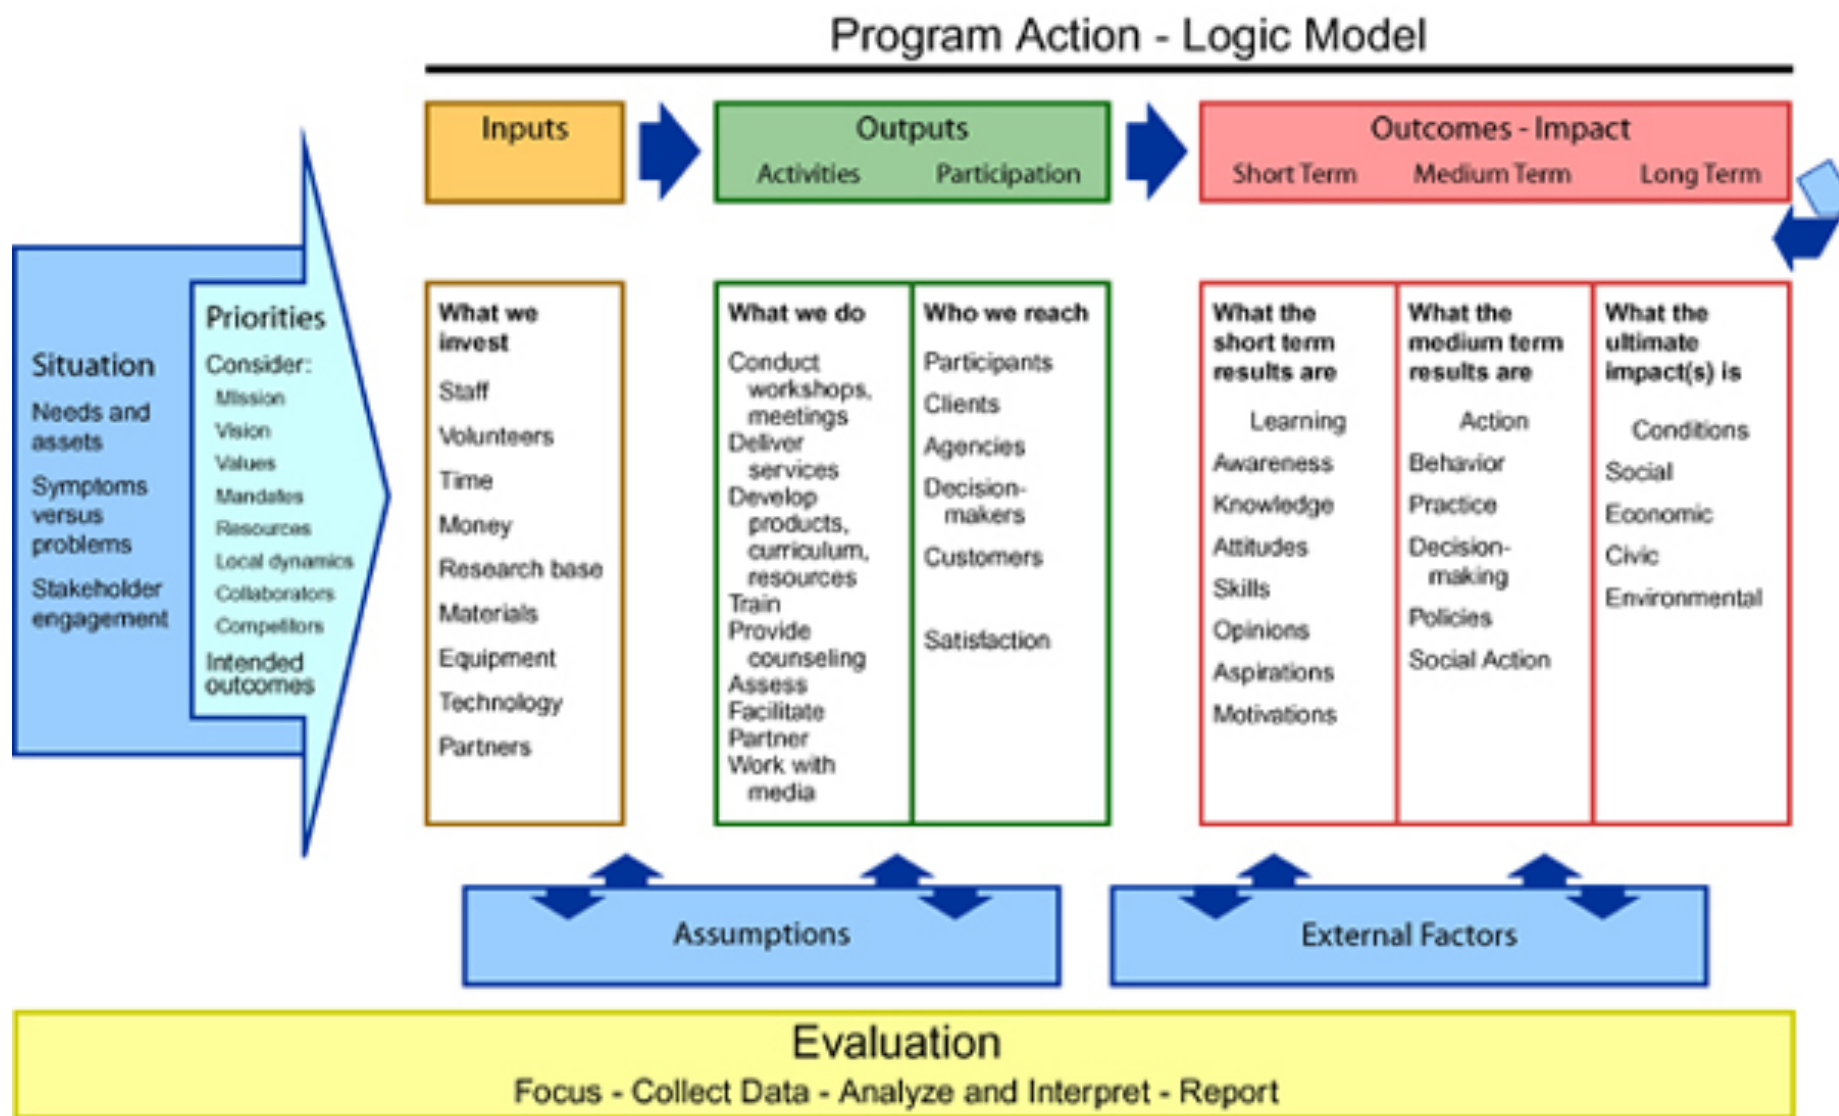 Program Action - Logic Model
Inputs
Outputs
Activities
Participation
Outcomes - Impact
Short Term
Medium Term
Long Term
Situation
Needs and
assets
Symptoms
versus
problems
Stakeholder
engagement
Priorities
Consider:
Mission
Vision
Values
Mandates
Resources
Local dynamics
Collaborators
Competitors
Intended
outcomes
What we
invest
Staff
Volunteers
Time
Money
Research base
Materials
Equipment
Technology
Partners
What we do
Conduct
workshops,
meetings
Deliver
services
Develop
products,
curriculum,
resources
Train
Provide
counseling
Assess
Facilitate
Partner
Work with
media
Who we reach
Participants
Clients
Agencies
Decision-
makers
Customers
Satisfaction
What the
short term
results are
Learning
Awareness
Knowledge
Attitudes
Skills
Opinions
Aspirations
Motivations
What the
medium term
results are
Action
Behavior
Practice
Decision-
making
Policies
Social Action
What the
ultimate
impact(s) is
Conditions
Social
Economic
Civic
Environmental
Assumptions
External Factors
Evaluation
Focus - Collect Data - Analyze and Interpret - Report